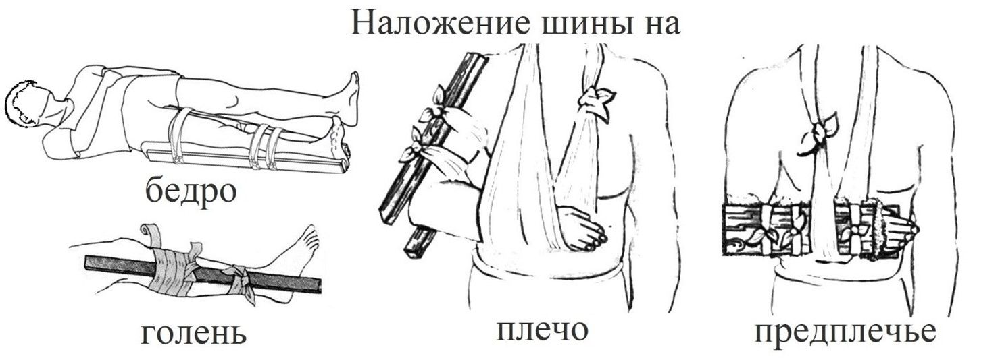 Наложение шины на
бедро
голень
плечо
предплечье